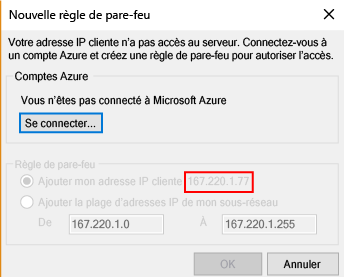 Nouvelle règle de pare-feu
Votre adresse IP cliente n'a pas accès au serveur. Connectez-vous à
un compte Azure et créez une règle de pare-feu pour autoriser l'accès.
Comptes Azure
Vous n'êtes pas connecté à Microsoft Azure
Se connecter...
Règle de pare-feu
Ajouter mon adresse IP cliente 167.220.1.77
Ajouter la plage d'adresses IP de mon sous-réseau
De 167.220.1.0 À 167.220.1.255
OK Annuler